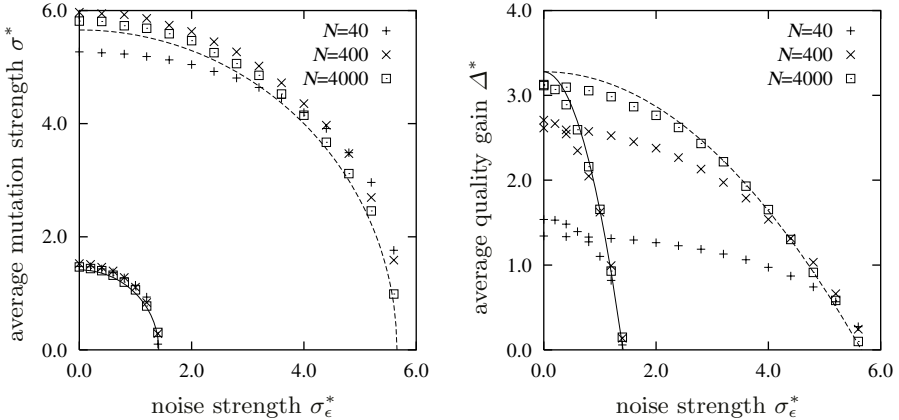 6.0
4.0
2.0
0.0
0.0
2.0
4.0
6.0
average mutation strength σ*
noise strength σ_ϵ^*
N=40
N=400
N=4000
4.0
3.0
2.0
1.0
0.0
0.0
2.0
4.0
6.0
average quality gain Δ*
noise strength σ_ϵ^*
N=40
N=400
N=4000